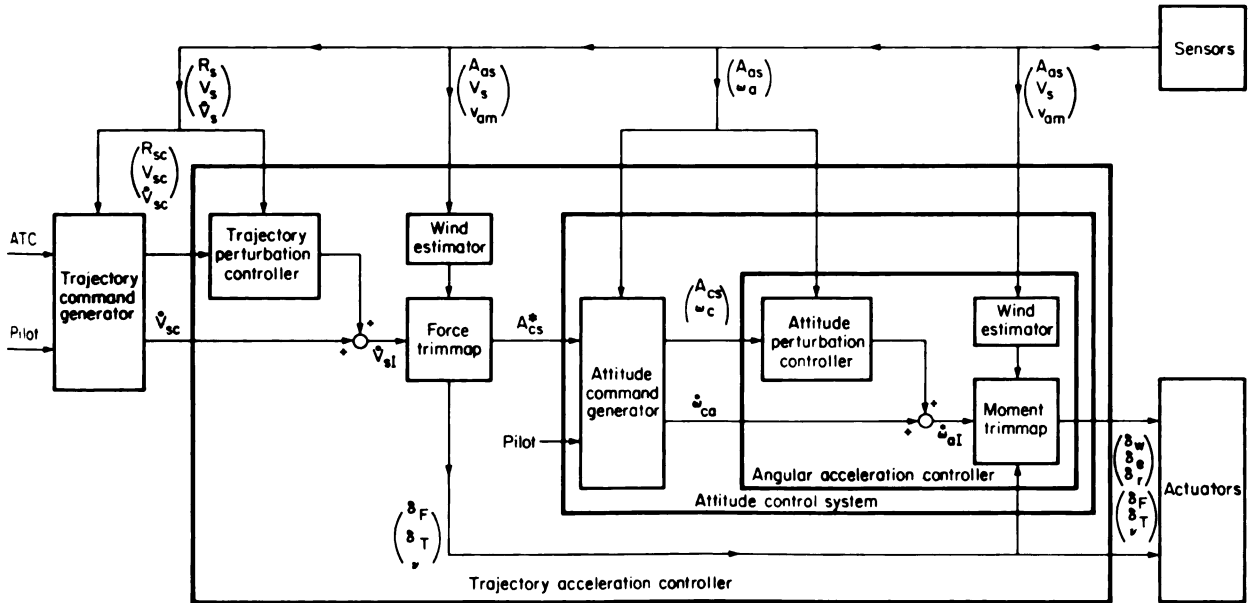 Sensors
R_s
V_s
V̊_s
A_as
V_s
v_am
A_as
ω_a
A_as
V_s
v_am
R_sc
V_sc
V̊_sc
ATC
Pilot
Trajectory
command
generator
Trajectory
perturbation
controller
V̊_sc
+
+
V̊_sI
Wind
estimator
Force
trimmap
A*_cs
Pilot
Attitude
command
generator
A_cs
ω_c
Attitude
perturbation
controller
ω̊_ca
+
+
ω̊_aI
Wind
estimator
Moment
trimmap
Angular acceleration controller
Attitude control system
δ_w
δ_e
δ_r
δ_F
δ_T
ν
Actuators
δ_F
δ_T
ν
Trajectory acceleration controller